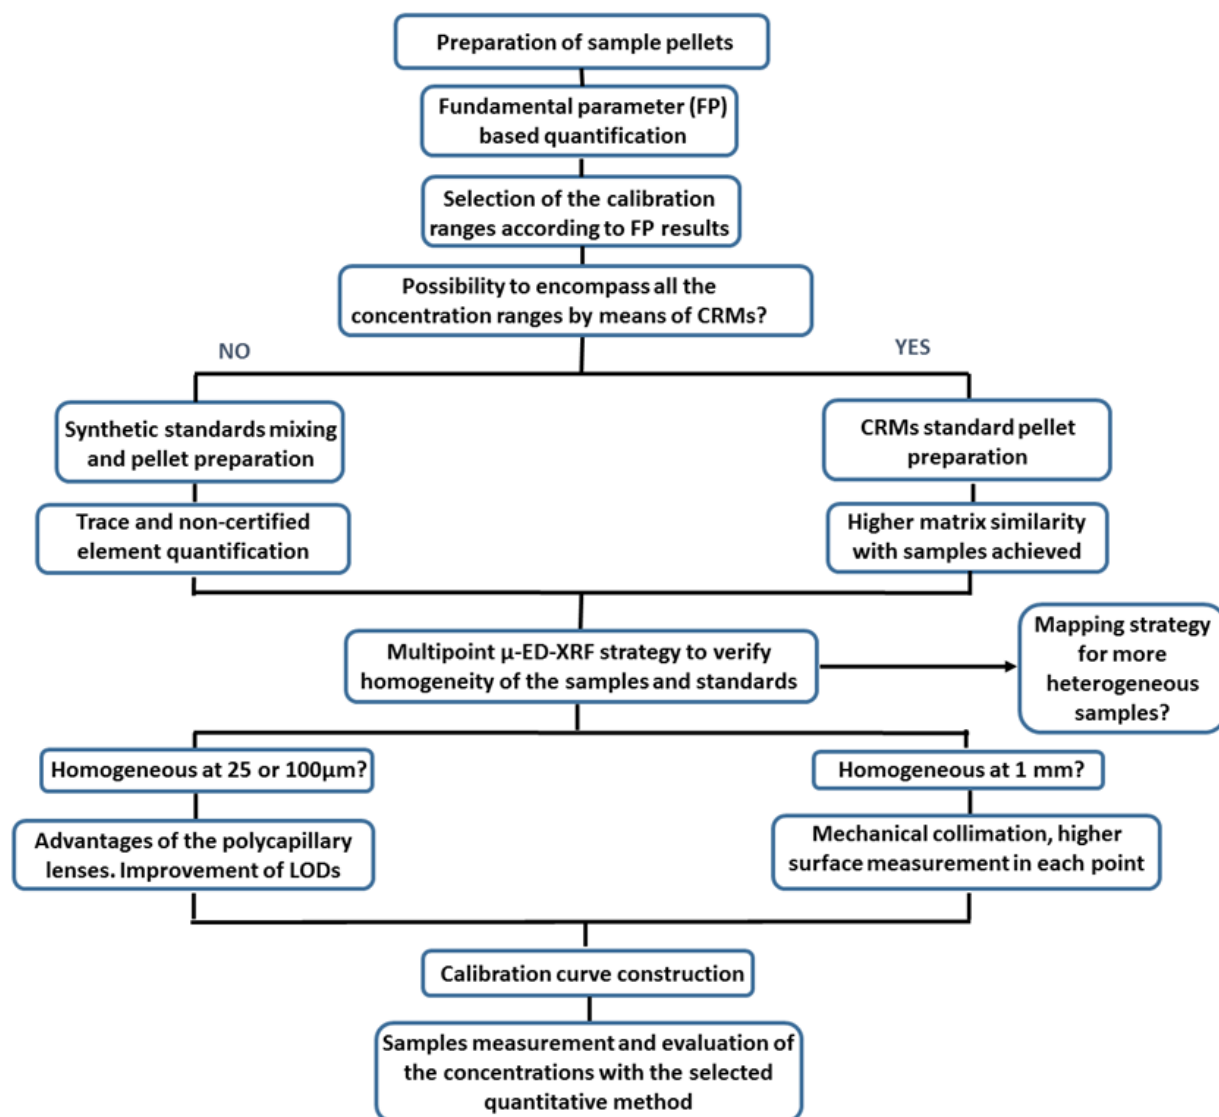 Preparation of sample pellets
Fundamental parameter (FP)
based quantification
Selection of the calibration
ranges according to FP results
Possibility to encompass all the
concentration ranges by means of CRMs?
NO
YES
Synthetic standards mixing
and pellet preparation
CRMs standard pellet
preparation
Trace and non-certified
element quantification
Higher matrix similarity
with samples achieved
Multipoint μ-ED-XRF strategy to verify
homogeneity of the samples and standards
Mapping strategy
for more
heterogeneous
samples?
Homogeneous at 25 or 100μm?
Homogeneous at 1 mm?
Advantages of the polycapillary
lenses. Improvement of LODs
Mechanical collimation, higher
surface measurement in each point
Calibration curve construction
Samples measurement and evaluation of
the concentrations with the selected
quantitative method